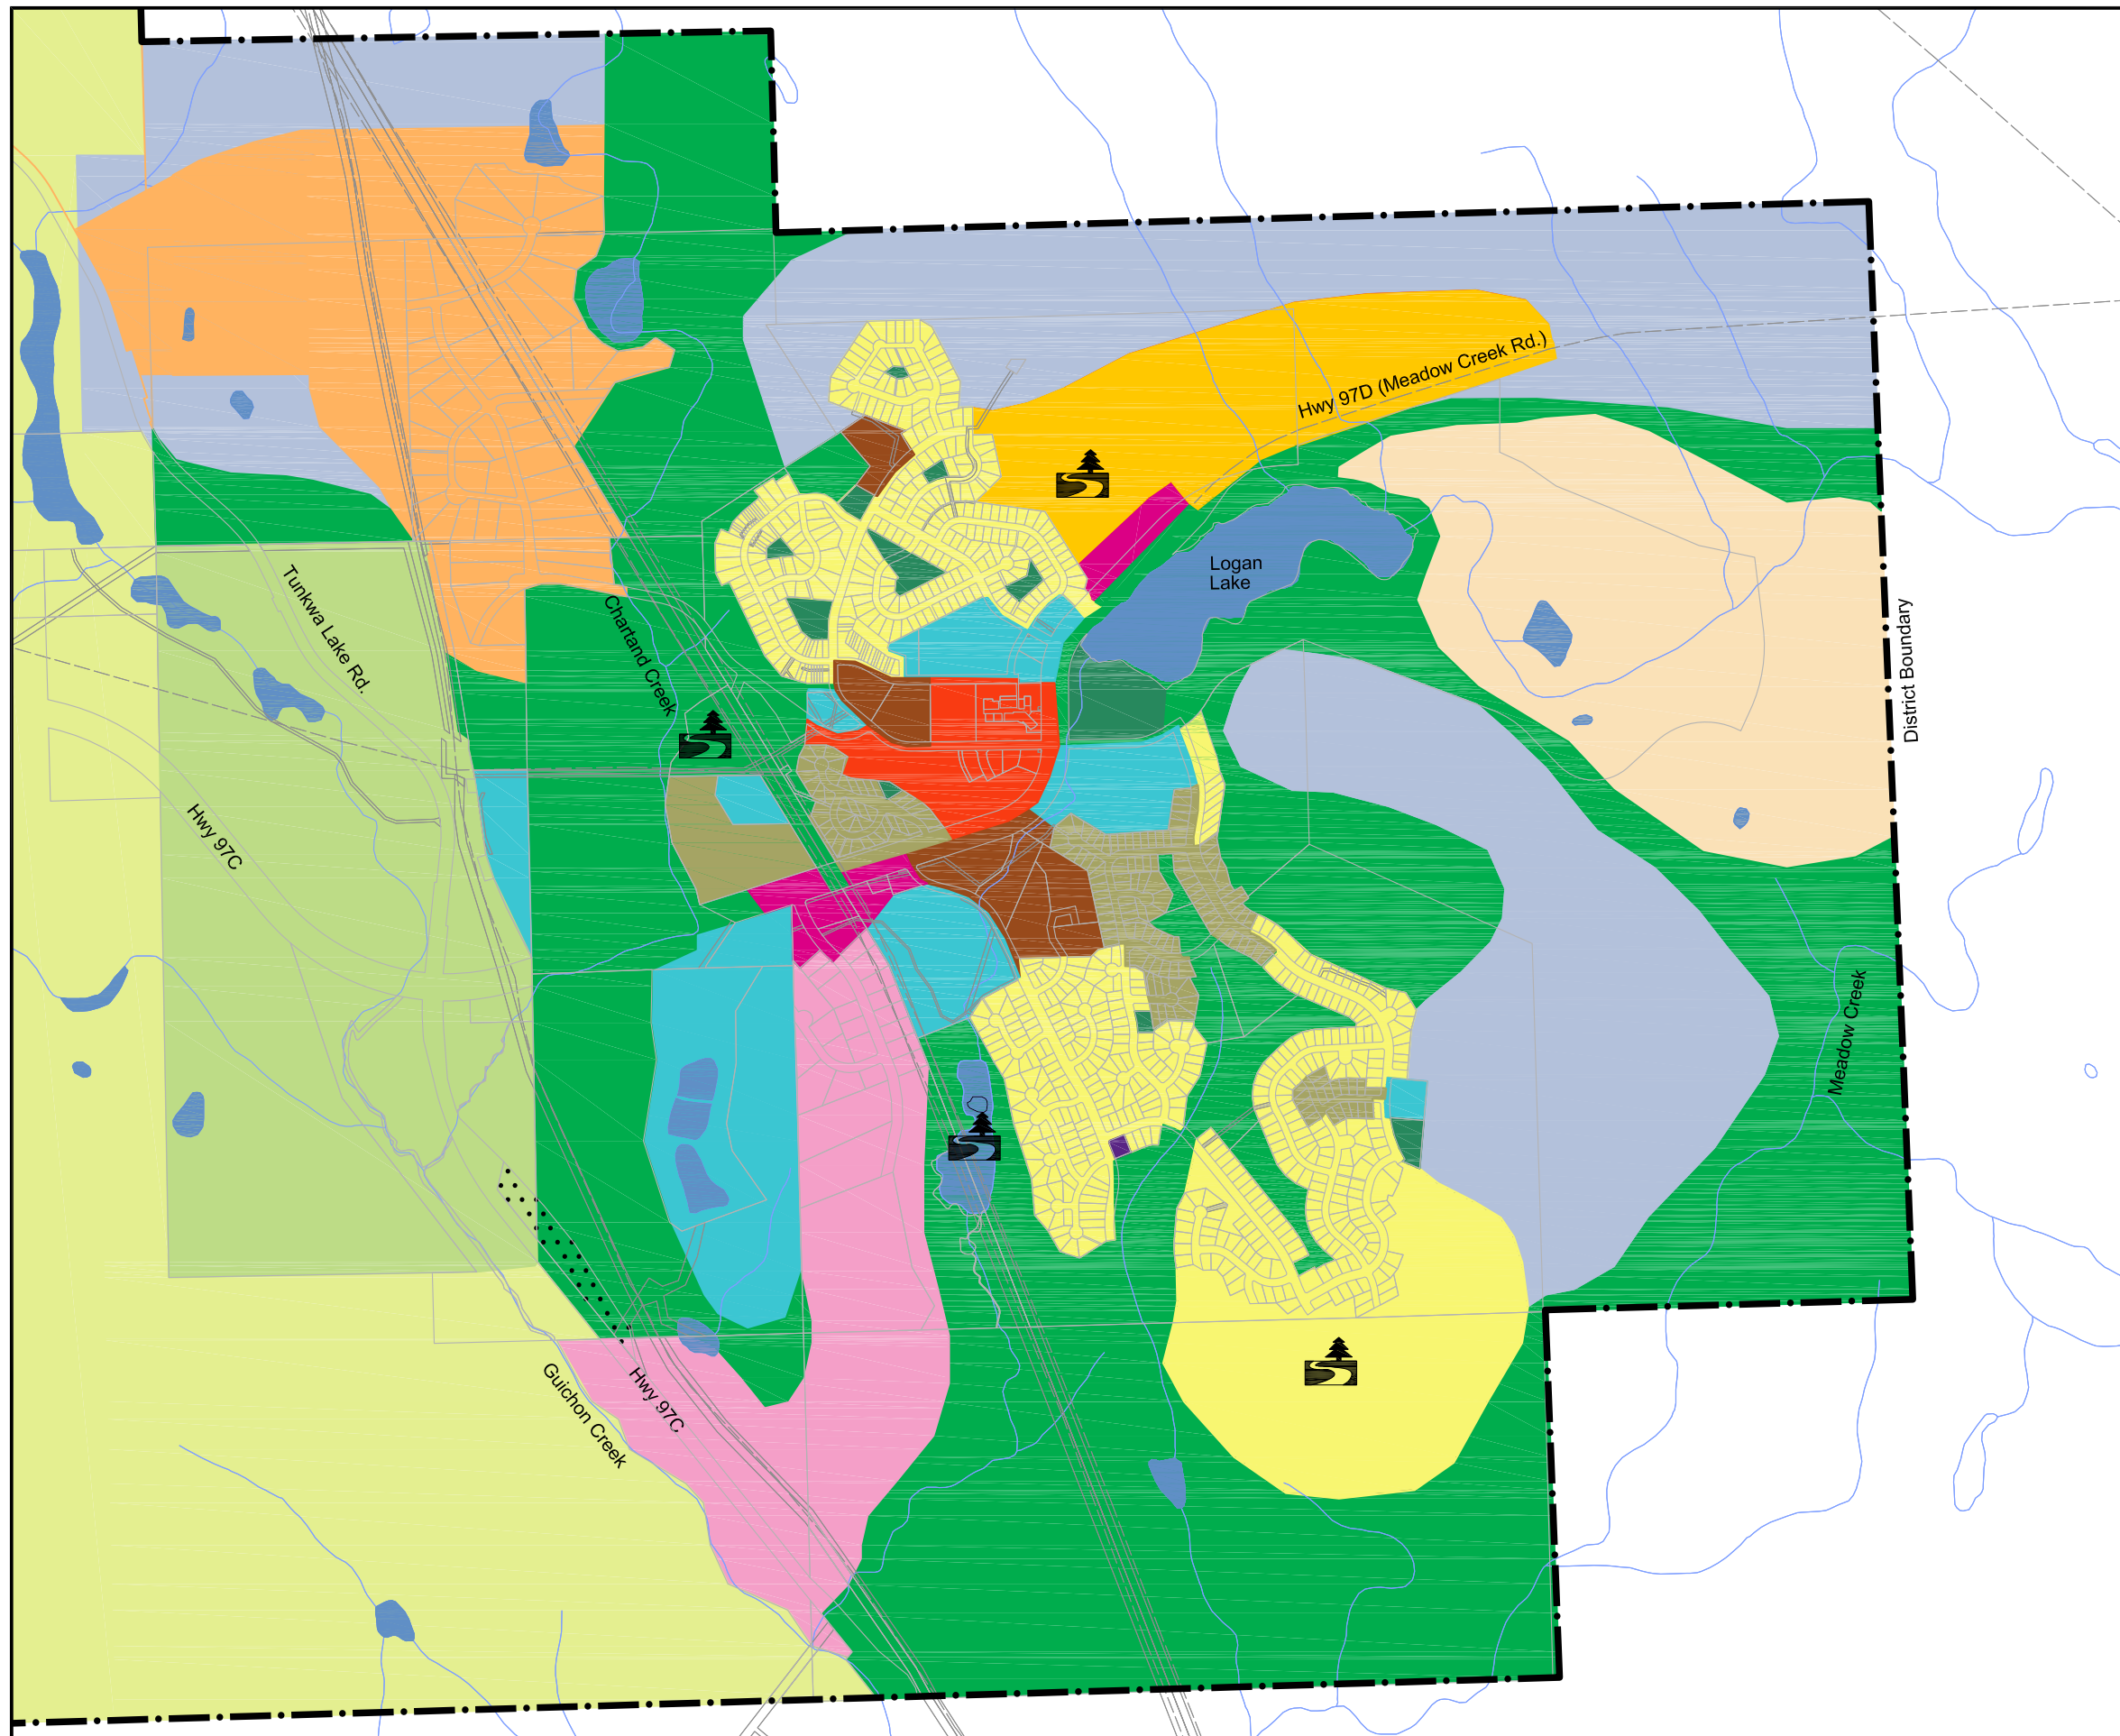 Hwy 97D (Meadow Creek Rd.)
Logan
Lake
Tunkwa Lake Rd.
Chartand Creek
District Boundary
Hwy 97C
Meadow Creek
Guichon Creek
Hwy 97C